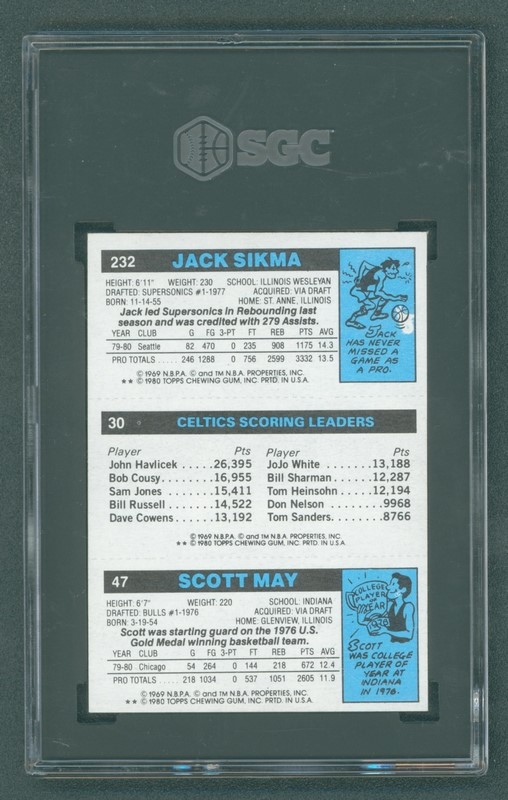 SGC
232 JACK SIKMA
HEIGHT: 6'11" WEIGHT: 230 SCHOOL: ILLINOIS WESLEYAN
DRAFTED: SUPERSONICS #1-1977 ACQUIRED: VIA DRAFT
BORN: 11-14-55 HOME: ST. ANNE, ILLINOIS
Jack led Supersonics in Rebounding last
season and was credited with 279 Assists.
YEAR CLUB G FG 3-PT FT REB PTS AVG
79-80 Seattle 82 470 0 235 908 1175 14.3
PRO TOTALS ..... 246 1288 0 756 2599 3332 13.5
© 1969 N.B.P.A. © and TM N.B.A. PROPERTIES, INC.
★★ © 1980 TOPPS CHEWING GUM, INC. PRTD. IN U.S.A.
JACK
HAS NEVER
MISSED A
GAME AS
A PRO.
30 CELTICS SCORING LEADERS
Player Pts Player Pts
John Havlicek ......26,395 JoJo White ..........13,188
Bob Cousy..........16,955 Bill Sharman........12,287
Sam Jones .........15,411 Tom Heinsohn .....12,194
Bill Russell .........14,522 Don Nelson .........9968
Dave Cowens ......13,192 Tom Sanders........8766
© 1969 N.B.P.A. © and TM N.B.A. PROPERTIES, INC.
★★ © 1980 TOPPS CHEWING GUM, INC. PRTD. IN U.S.A.
47 SCOTT MAY
HEIGHT: 6'7" WEIGHT: 220 SCHOOL: INDIANA
DRAFTED: BULLS #1-1976 ACQUIRED: VIA DRAFT
BORN: 3-19-54 HOME: GLENVIEW, ILLINOIS
Scott was starting guard on the 1976 U.S.
Gold Medal winning basketball team.
YEAR CLUB G FG 3-PT FT REB PTS AVG
79-80 Chicago 54 264 0 144 218 672 12.4
PRO TOTALS ..... 218 1034 0 537 1051 2605 11.9
© 1969 N.B.P.A. © and TM N.B.A. PROPERTIES, INC.
★★ © 1980 TOPPS CHEWING GUM, INC. PRTD. IN U.S.A.
COLLEGE
PLAYER
YEAR
1976
SCOTT
WAS COLLEGE
PLAYER OF
YEAR AT
INDIANA
IN 1976.